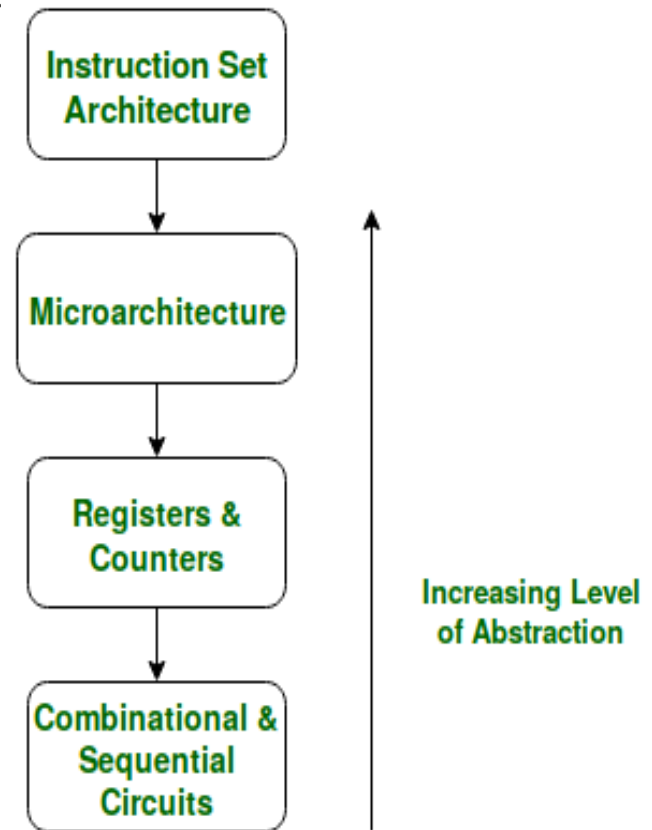 Instruction Set
Architecture
Microarchitecture
Registers &
Counters
Increasing Level
of Abstraction
Combinational &
Sequential
Circuits